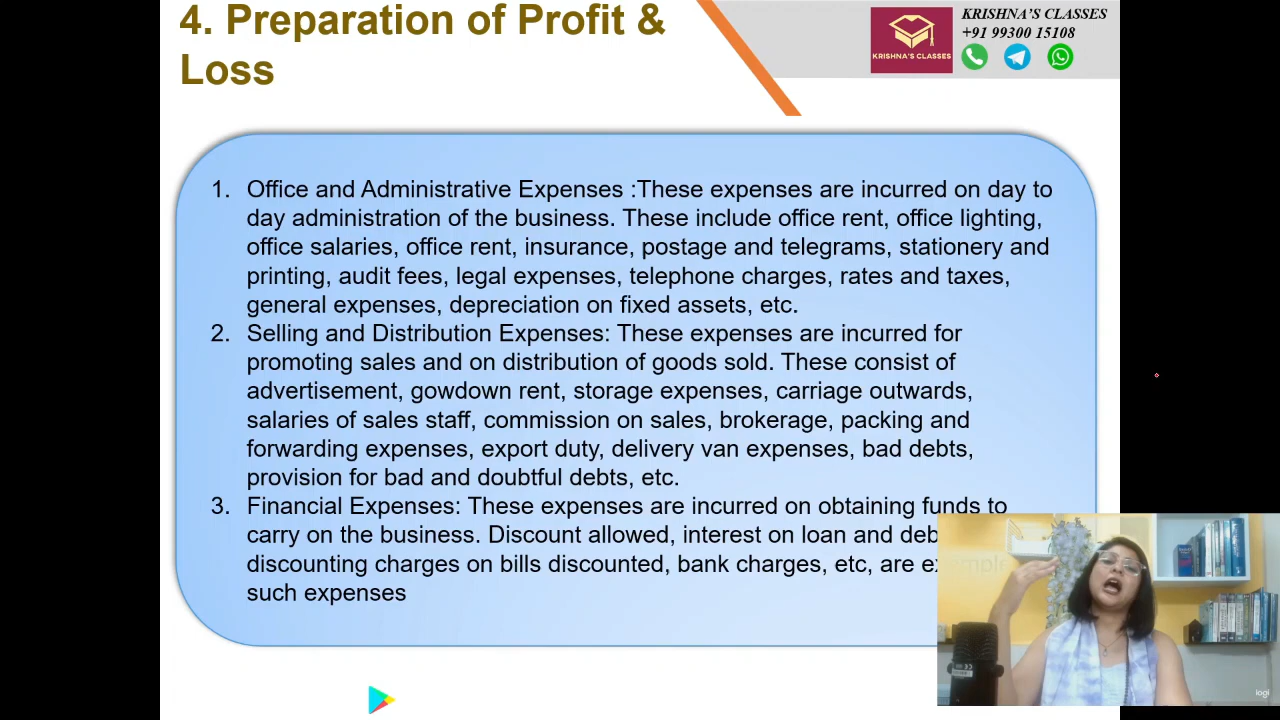 4. Preparation of Profit &
Loss
KRISHNA'S CLASSES
KRISHNA'S CLASSES
+91 99300 15108
1. Office and Administrative Expenses :These expenses are incurred on day to
day administration of the business. These include office rent, office lighting,
office salaries, office rent, insurance, postage and telegrams, stationery and
printing, audit fees, legal expenses, telephone charges, rates and taxes,
general expenses, depreciation on fixed assets, etc.
2. Selling and Distribution Expenses: These expenses are incurred for
promoting sales and on distribution of goods sold. These consist of
advertisement, gowdown rent, storage expenses, carriage outwards,
salaries of sales staff, commission on sales, brokerage, packing and
forwarding expenses, export duty, delivery van expenses, bad debts,
provision for bad and doubtful debts, etc.
3. Financial Expenses: These expenses are incurred on obtaining funds to
carry on the business. Discount allowed, interest on loan and
discounting charges on bills discounted, bank charges, etc, are
such expenses
logi